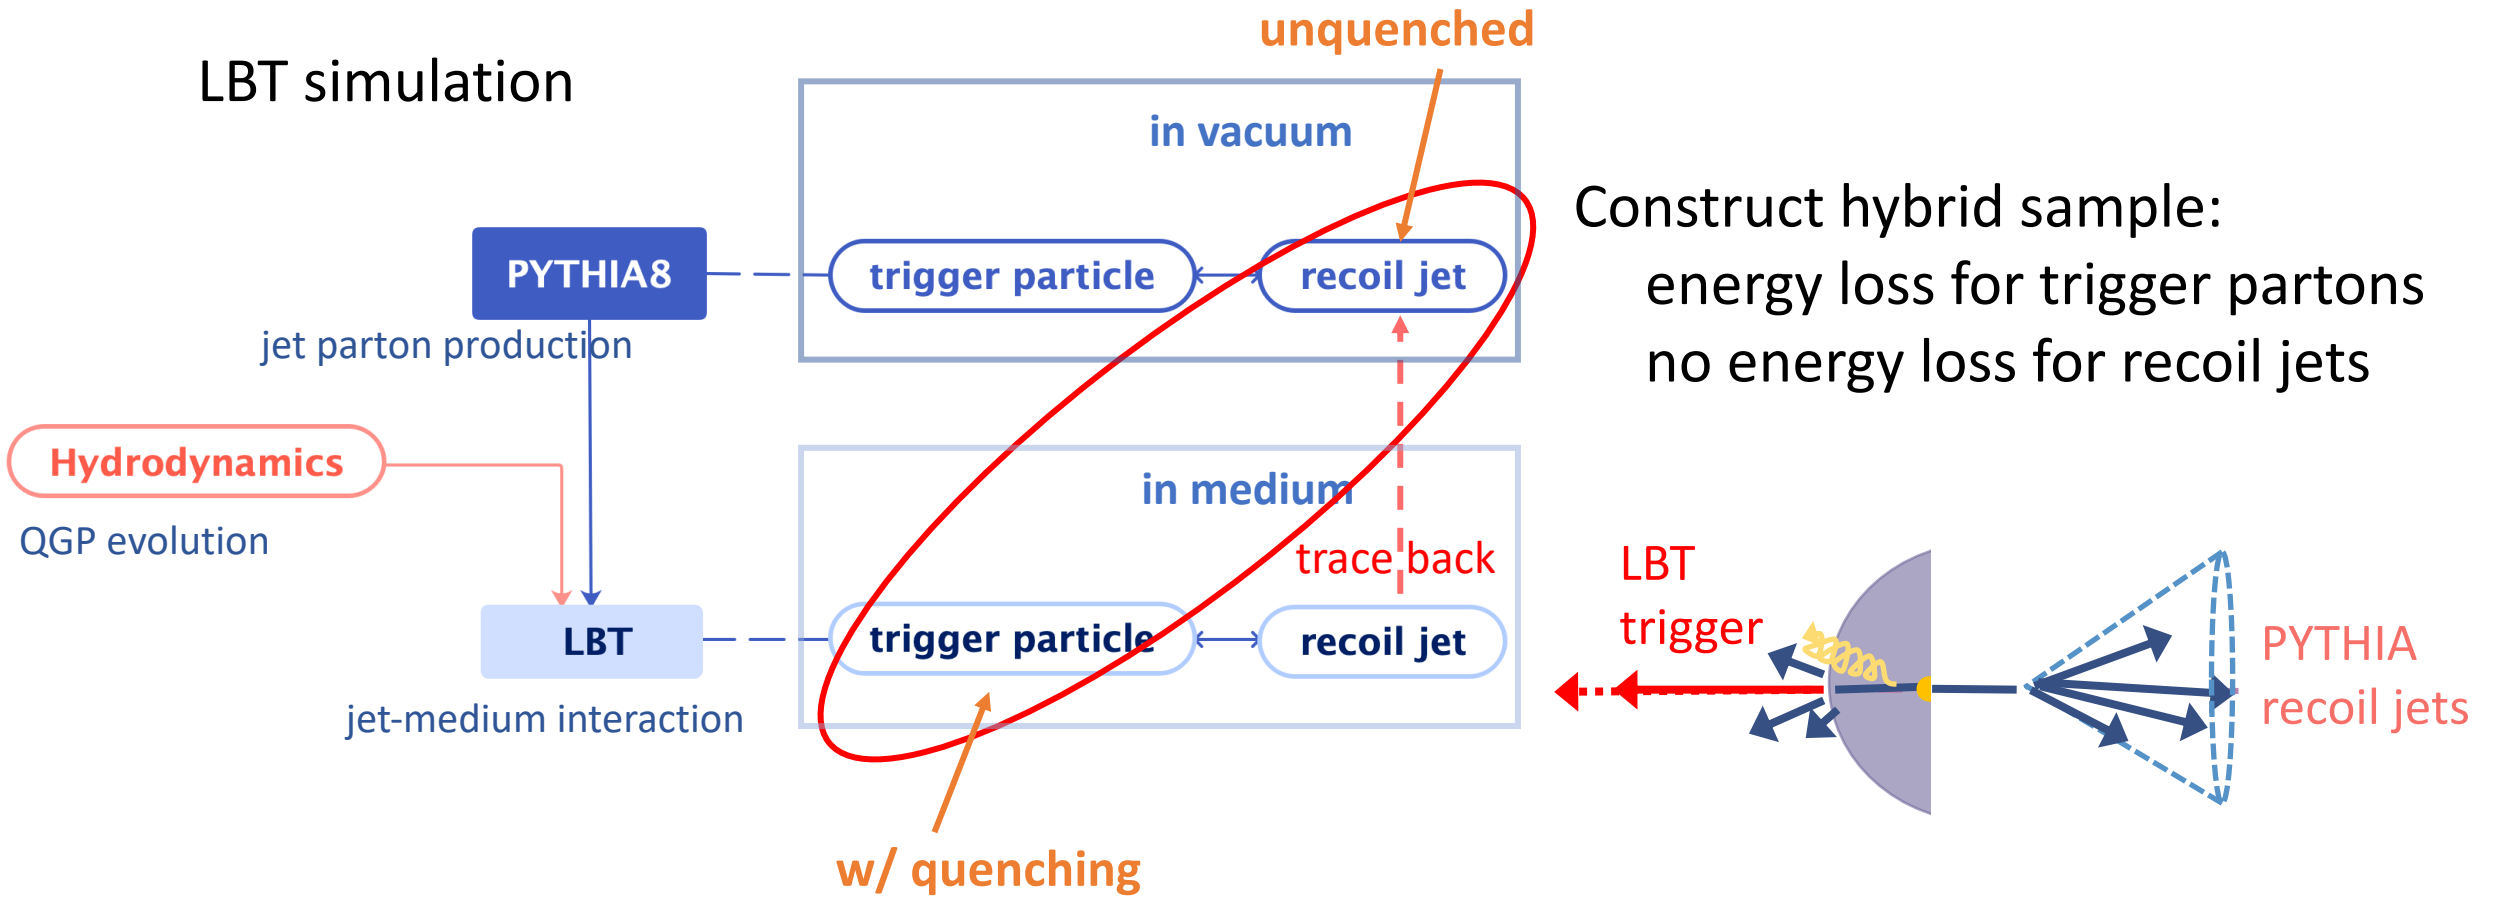 LBT simulation
unquenched
in vacuum
PYTHIA8
trigger particle
recoil jet
jet parton production
Construct hybrid sample:
energy loss for trigger partons
no energy loss for recoil jets
Hydrodynamics
QGP evolution
in medium
trace back
LBT
trigger particle
recoil jet
jet-medium interaction
w/ quenching
LBT
trigger
PYTHIA
recoil jets